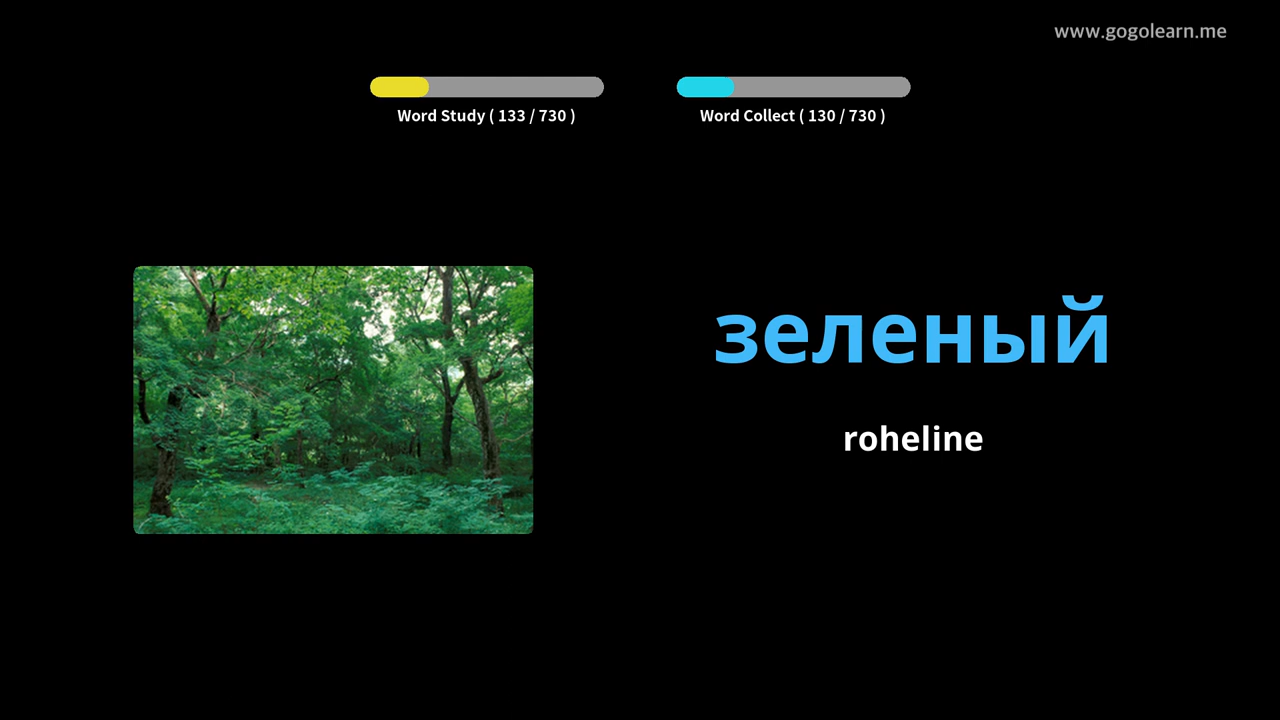 www.gogolearn.me
Word Study ( 133 / 730 )
Word Collect ( 130 / 730 )
зеленый
roheline